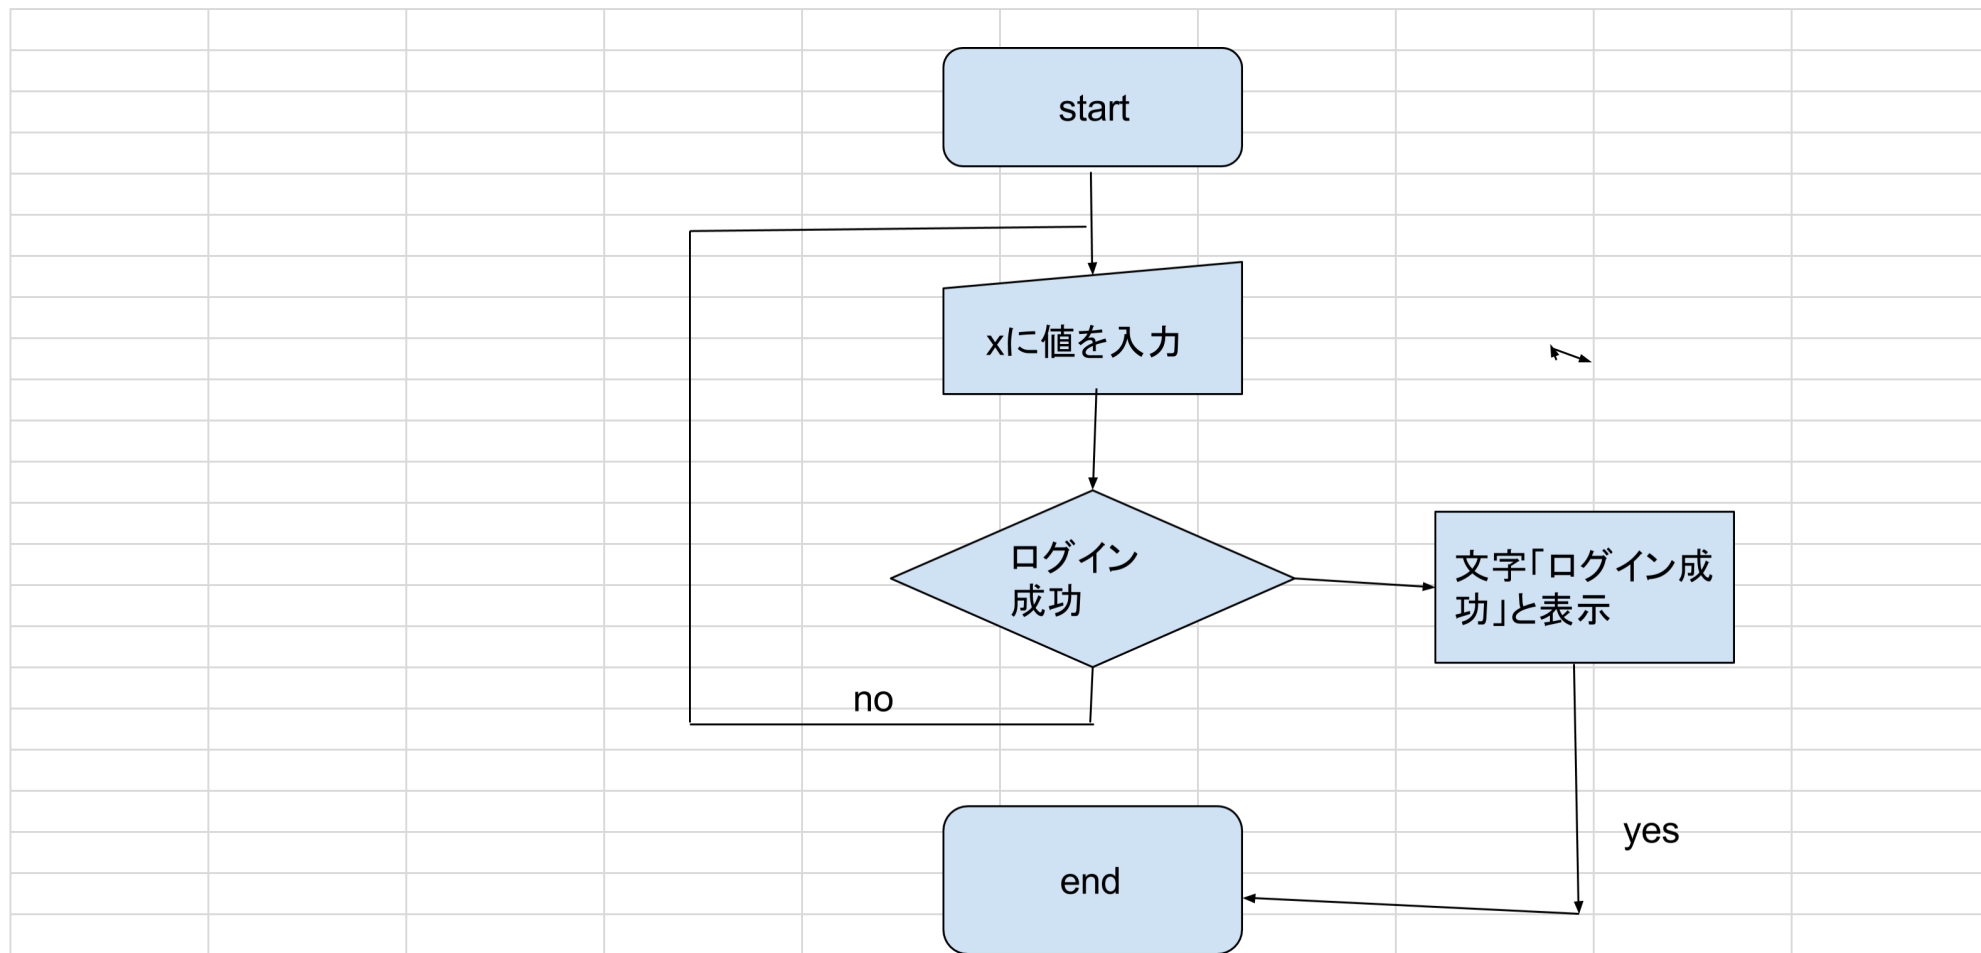 start
xに値を入力
ログイン
成功
文字「ログイン成
功」と表示
no
yes
end